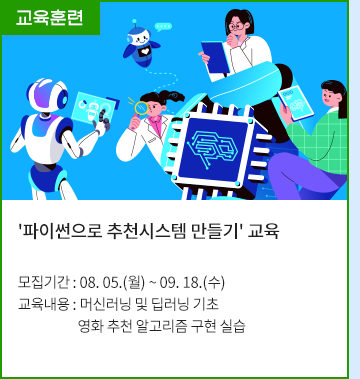 교육훈련
'파이썬으로 추천시스템 만들기' 교육
모집기간 : 08. 05.(월) ~ 09. 18.(수)
교육내용 : 머신러닝 및 딥러닝 기초
영화 추천 알고리즘 구현 실습